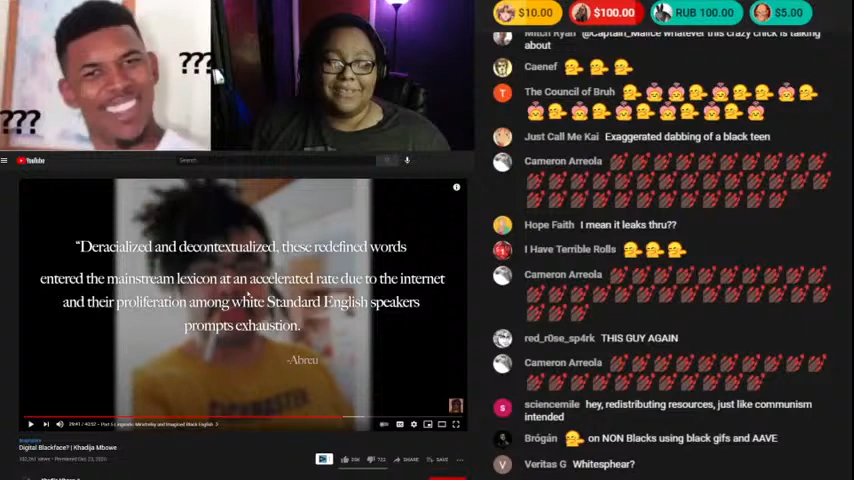 $10.00
$100.00
RUB 100.00
$5.00
???
???
Mitch Ryan @Captain_Malice whatever this crazy chick is talking
about
Caenef
The Council of Bruh
Just Call Me Kai Exaggerated dabbing of a black teen
Cameron Arreola
Hope Faith I mean it leaks thru??
I Have Terrible Rolls
Cameron Arreola
red_r0se_sp4rk THIS GUY AGAIN
Cameron Arreola
sciencemile hey, redistributing resources, just like communism
intended
Brógán on NON Blacks using black gifs and AAVE
Veritas G Whitesphear?
YouTube
Search
“Deracialized and decontextualized, these redefined words
entered the mainstream lexicon at an accelerated rate due to the internet
and their proliferation among white Standard English speakers
prompts exhaustion.
-Abreu
Digital Blackface? | Khadija Mbowe
SHARE
SAVE